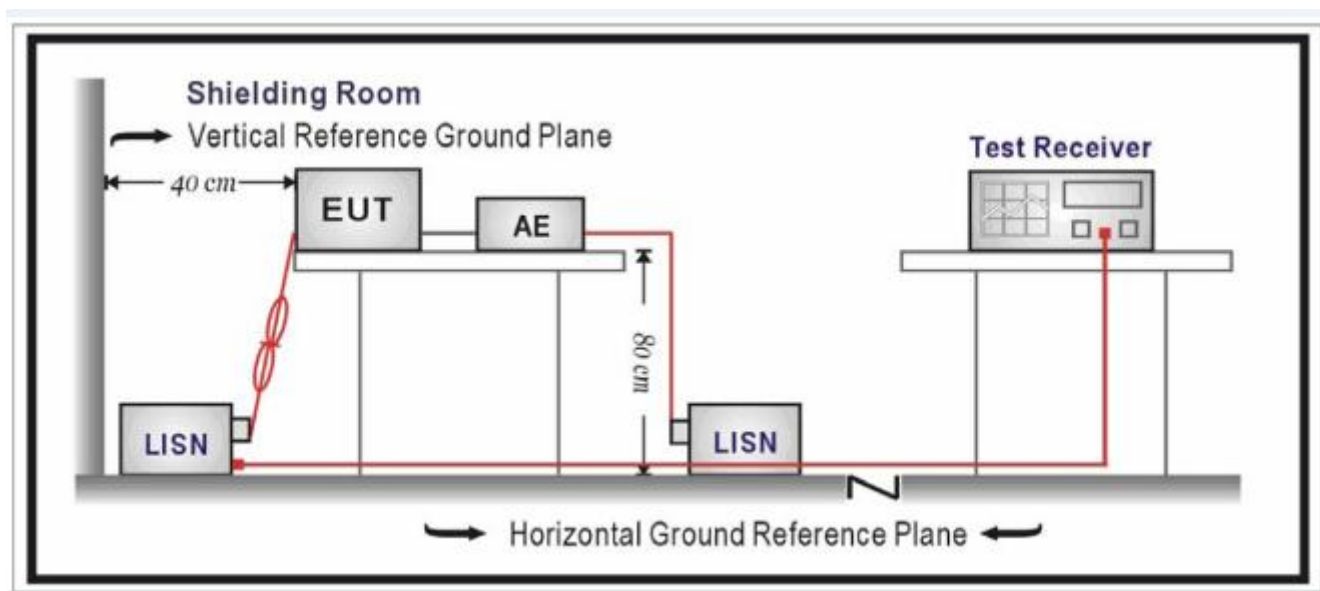 Shielding Room
Vertical Reference Ground Plane
40 cm
EUT
AE
Test Receiver
80 cm
LISN
LISN
Horizontal Ground Reference Plane